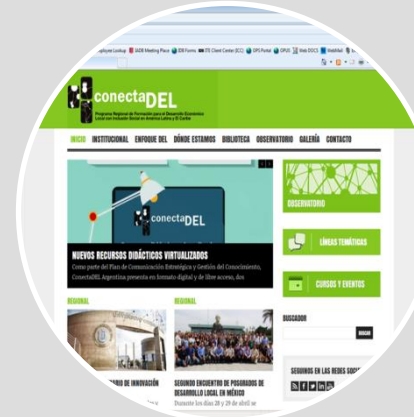 IADB Meeting Place IDB Forms ITE Client Center (ICC) OPS Portal OPUS Web DOCS WebMail
conectaDEL
Programa Regional de Formación para el Desarrollo Económico
Local con Inclusión Social en América Latina y El Caribe
INICIO INSTITUCIONAL ENFOQUE DEL DÓNDE ESTAMOS BIBLIOTECA OBSERVATORIO GALERÍA CONTACTO
conectaDEL
NUEVOS RECURSOS DIDÁCTICOS VIRTUALIZADOS
Como parte del Plan de Comunicación Estratégica y Gestión del Conocimiento,
ConectaDEL Argentina presenta en formato digital y de libre acceso, dos
OBSERVATORIO
LÍNEAS TEMÁTICAS
CURSOS Y EVENTOS
BUSCADOR
BUSCAR
SEGUINOS EN LAS REDES
REGIONAL
REGIONAL
DE INNOVACIÓN
SEGUNDO ENCUENTRO DE POSGRADOS DE
DESARROLLO LOCAL EN MÉXICO
Durante los días 28 y 29 de abril se